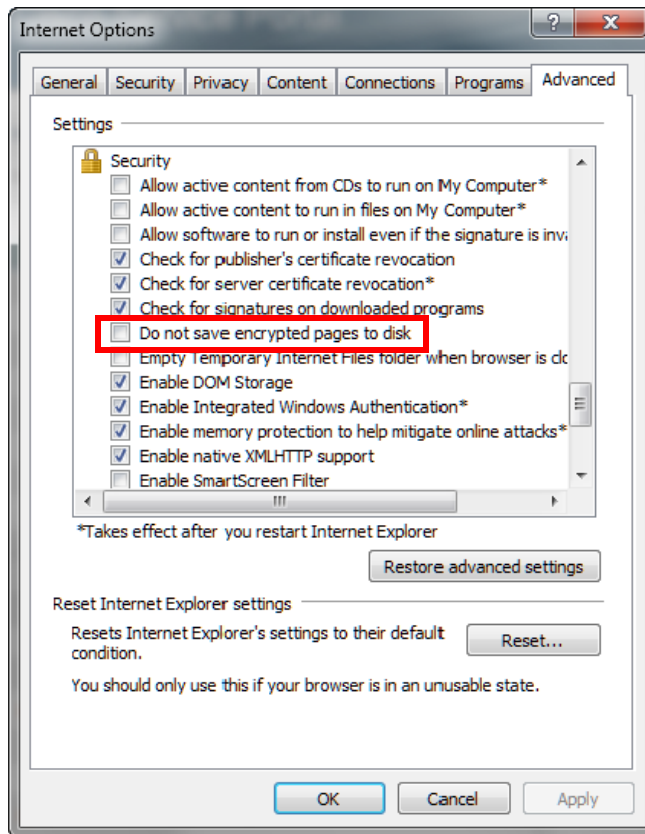 Internet Options
General Security Privacy Content Connections Programs Advanced
Settings
Security
Allow active content from CDs to run on My Computer*
Allow active content to run in files on My Computer*
Allow software to run or install even if the signature is
Check for publisher's certificate revocation
Check for server certificate revocation*
Check for signatures on downloaded programs
Do not save encrypted pages to disk
Empty Temporary Internet Files folder when browser is
Enable DOM Storage
Enable Integrated Windows Authentication*
Enable memory protection to help mitigate online attacks*
Enable native XMLHTTP support
Enable SmartScreen Filter
*Takes effect after you restart Internet Explorer
Restore advanced settings
Reset Internet Explorer settings
Resets Internet Explorer's settings to their default
condition.
Reset...
You should only use this if your browser is in an unusable state.
OK Cancel Apply